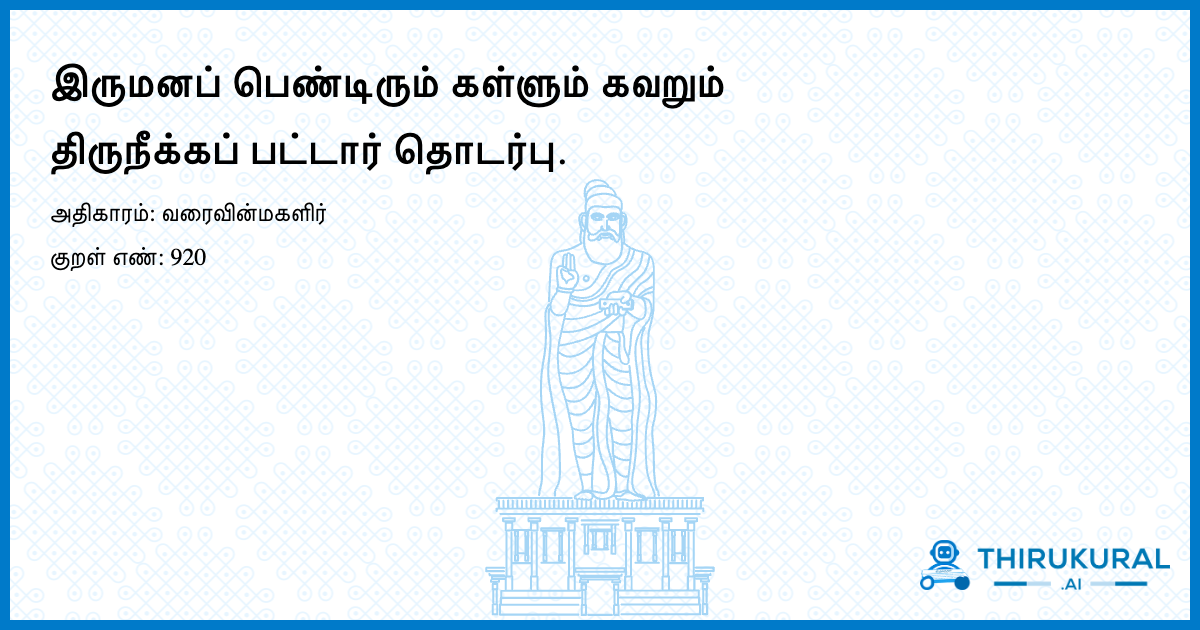 இருமனப் பெண்டிரும் கள்ளும் கவறும்
திருநீக்கப் பட்டார் தொடர்பு.
அதிகாரம்: வரைவின்மகளிர்
குறள் எண்: 920
THIRUKURAL
.AI